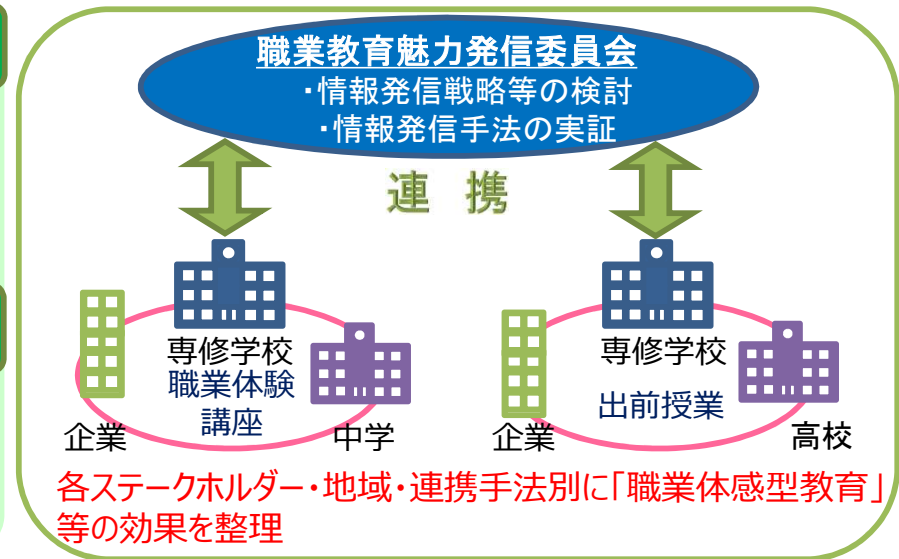 職業教育魅力発信委員会
・情報発信戦略等の検討
・情報発信手法の実証
連 携
専修学校
職業体験
講座
企業
中学
専修学校
出前授業
企業
高校
各ステークホルダー・地域・連携手法別に「職業体感型教育」
等の効果を整理